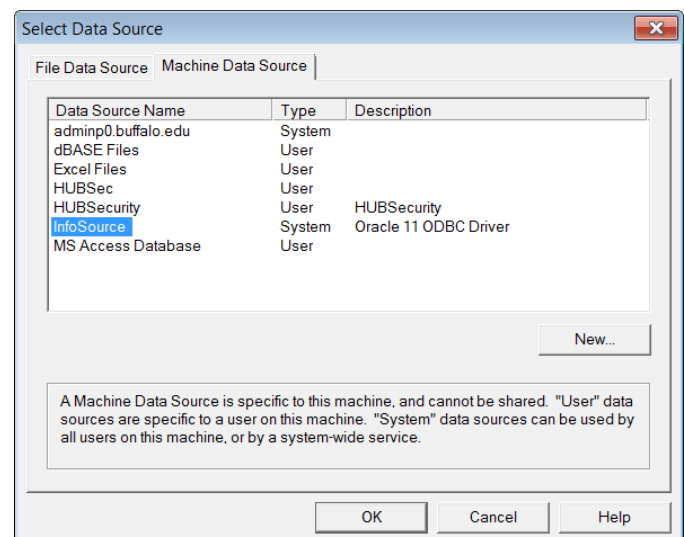 Select Data Source
File Data Source Machine Data Source
Data Source Name Type Description
adminp0.buffalo.edu System
dBASE Files User
Excel Files User
HUBSec User
HUBSecurity User HUBSecurity
InfoSource System Oracle 11 ODBC Driver
MS Access Database User
New...
A Machine Data Source is specific to this machine, and cannot be shared. "User" data
sources are specific to a user on this machine. "System" data sources can be used by
all users on this machine, or by a system-wide service.
OK Cancel Help